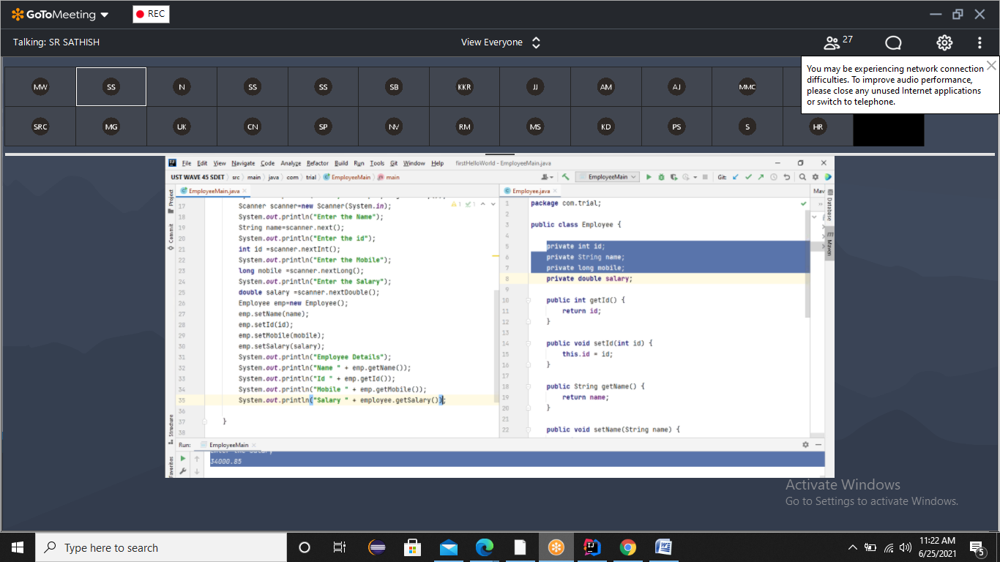 GoToMeeting
REC
Talking: SR SATHISH
View Everyone
27
You may be experiencing network connection
difficulties. To improve audio performance,
please close any unused Internet applications
or switch to telephone.
MW SS N SS SS SB KKR JJ AM AJ MMC
SRC MG UK CN SP NV RM MS KD PS S HR
File Edit View Navigate Code Analyze Refactor Build Run Tools Git Window Help firstHelloWorld - EmployeeMain.java
UST WAVE 45 SDET src main java com trial EmployeeMain main
EmployeeMain
Git:
Project
Commit
Structure
Favorites
EmployeeMain.java
1 1
17 Scanner scanner=new Scanner(System.in);
18 System.out.println("Enter the Name");
19 String name=scanner.next();
20 System.out.println("Enter the id");
21 int id =scanner.nextInt();
22 System.out.println("Enter the Mobile");
23 long mobile =scanner.nextLong();
24 System.out.println("Enter the Salary");
25 double salary =scanner.nextDouble();
26 Employee emp=new Employee();
27 emp.setName(name);
28 emp.setId(id);
29 emp.setMobile(mobile);
30 emp.setSalary(salary);
31 System.out.println("Employee Details");
32 System.out.println("Name " + emp.getName());
33 System.out.println("Id " + emp.getId());
34 System.out.println("Mobile " + emp.getMobile());
35 System.out.println("Salary " + employee.getSalary());
36
37 }
38
Employee.java
Mav
1 package com.trial;
2
3 public class Employee {
4
5 private int id;
6 private String name;
7 private long mobile;
8 private double salary;
9
10 public int getId() {
11 return id;
12 }
13
14 public void setId(int id) {
15 this.id = id;
16 }
17
18 public String getName() {
19 return name;
20 }
21
22 public void setName(String name) {
Database
Maven
Run: EmployeeMain
Enter the Salary
34000.85
Activate Windows
Go to Settings to activate Windows.
Type here to search
11:22 AM
6/25/2021
5